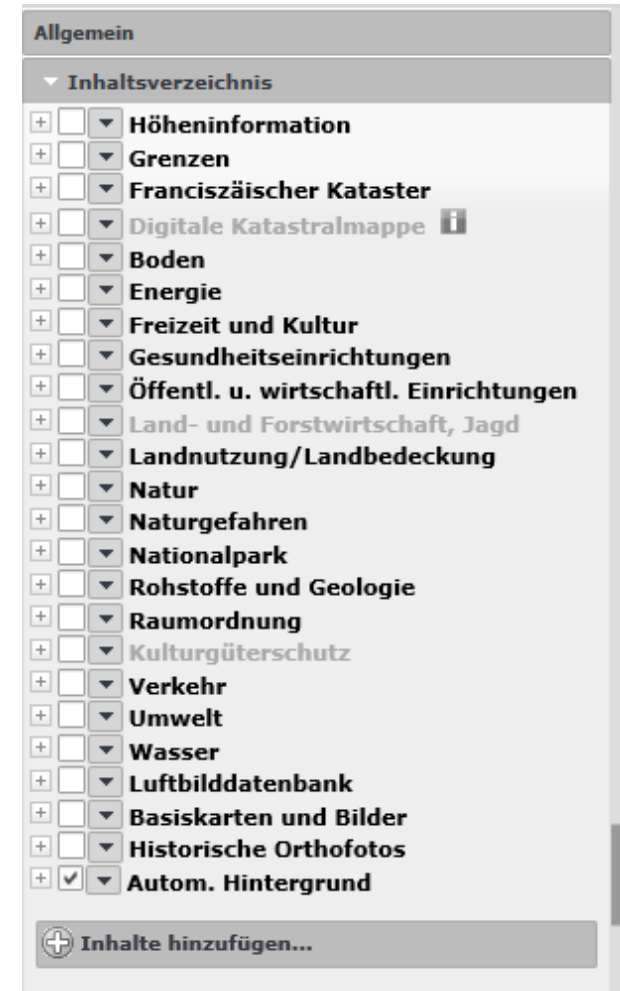 Allgemein
Inhaltsverzeichnis
Höheninformation
Grenzen
Franciszäischer Kataster
Digitale Katastralmappe
Boden
Energie
Freizeit und Kultur
Gesundheitseinrichtungen
Öffentl. u. wirtschaftl. Einrichtungen
Land- und Forstwirtschaft, Jagd
Landnutzung/Landbedeckung
Natur
Naturgefahren
Nationalpark
Rohstoffe und Geologie
Raumordnung
Kulturgüterschutz
Verkehr
Umwelt
Wasser
Luftbilddatenbank
Basiskarten und Bilder
Historische Orthofotos
Autom. Hintergrund
Inhalte hinzufügen...